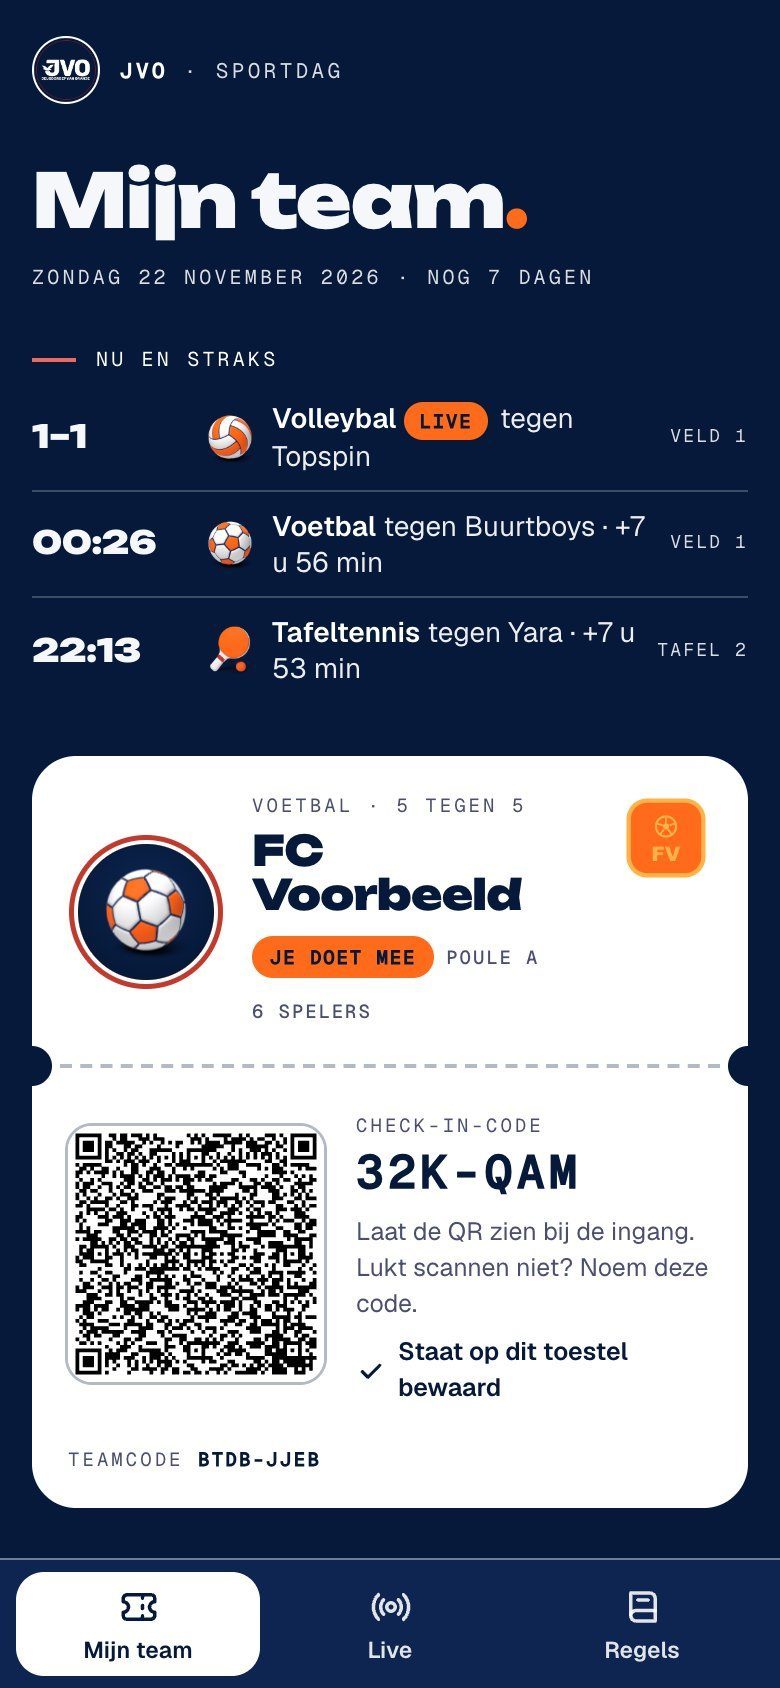 JVO
JVO · SPORTDAG
Mijn team.
ZONDAG 22 NOVEMBER 2026 · NOG 7 DAGEN
NU EN STRAKS
1–1
Volleybal LIVE tegen
Topspin
VELD 1
00:26
Voetbal tegen Buurtboys · +7
u 56 min
VELD 1
22:13
Tafeltennis tegen Yara · +7 u
53 min
TAFEL 2
VOETBAL · 5 TEGEN 5
FC
Voorbeeld
FV
JE DOET MEE POULE A
6 SPELERS
CHECK-IN-CODE
32K-QAM
Laat de QR zien bij de ingang.
Lukt scannen niet? Noem deze
code.
Staat op dit toestel
bewaard
TEAMCODE BTDB-JJEB
Mijn team
Live
Regels